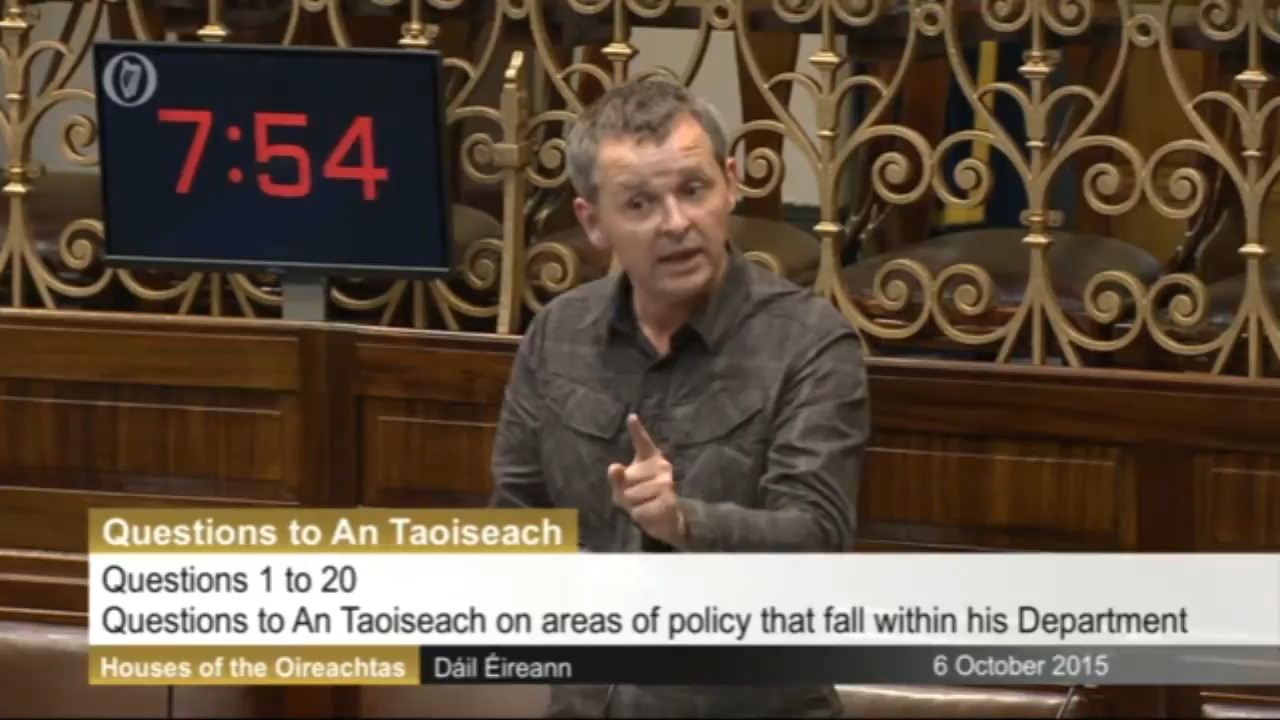 7:54
Questions to An Taoiseach
Questions 1 to 20
Questions to An Taoiseach on areas of policy that fall within his Department
Houses of the Oireachtas
Dáil Éireann
6 October 2015